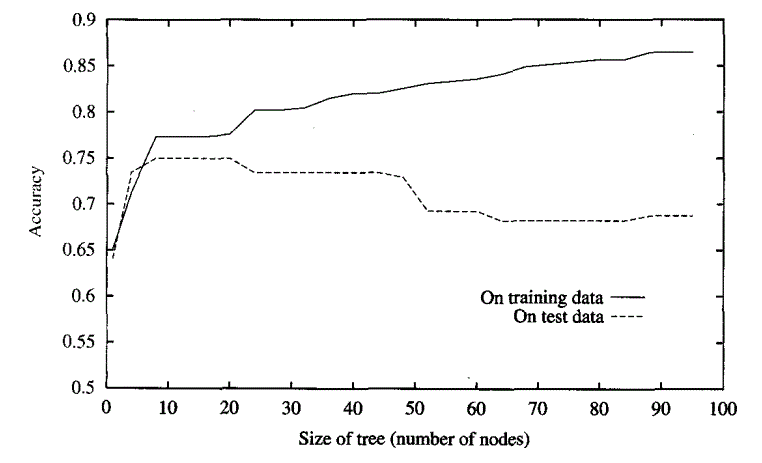 0.9
0.85
0.8
0.75
0.7
0.65
0.6
0.55
0.5
Accuracy
On training data
On test data
0 10 20 30 40 50 60 70 80 90 100
Size of tree (number of nodes)